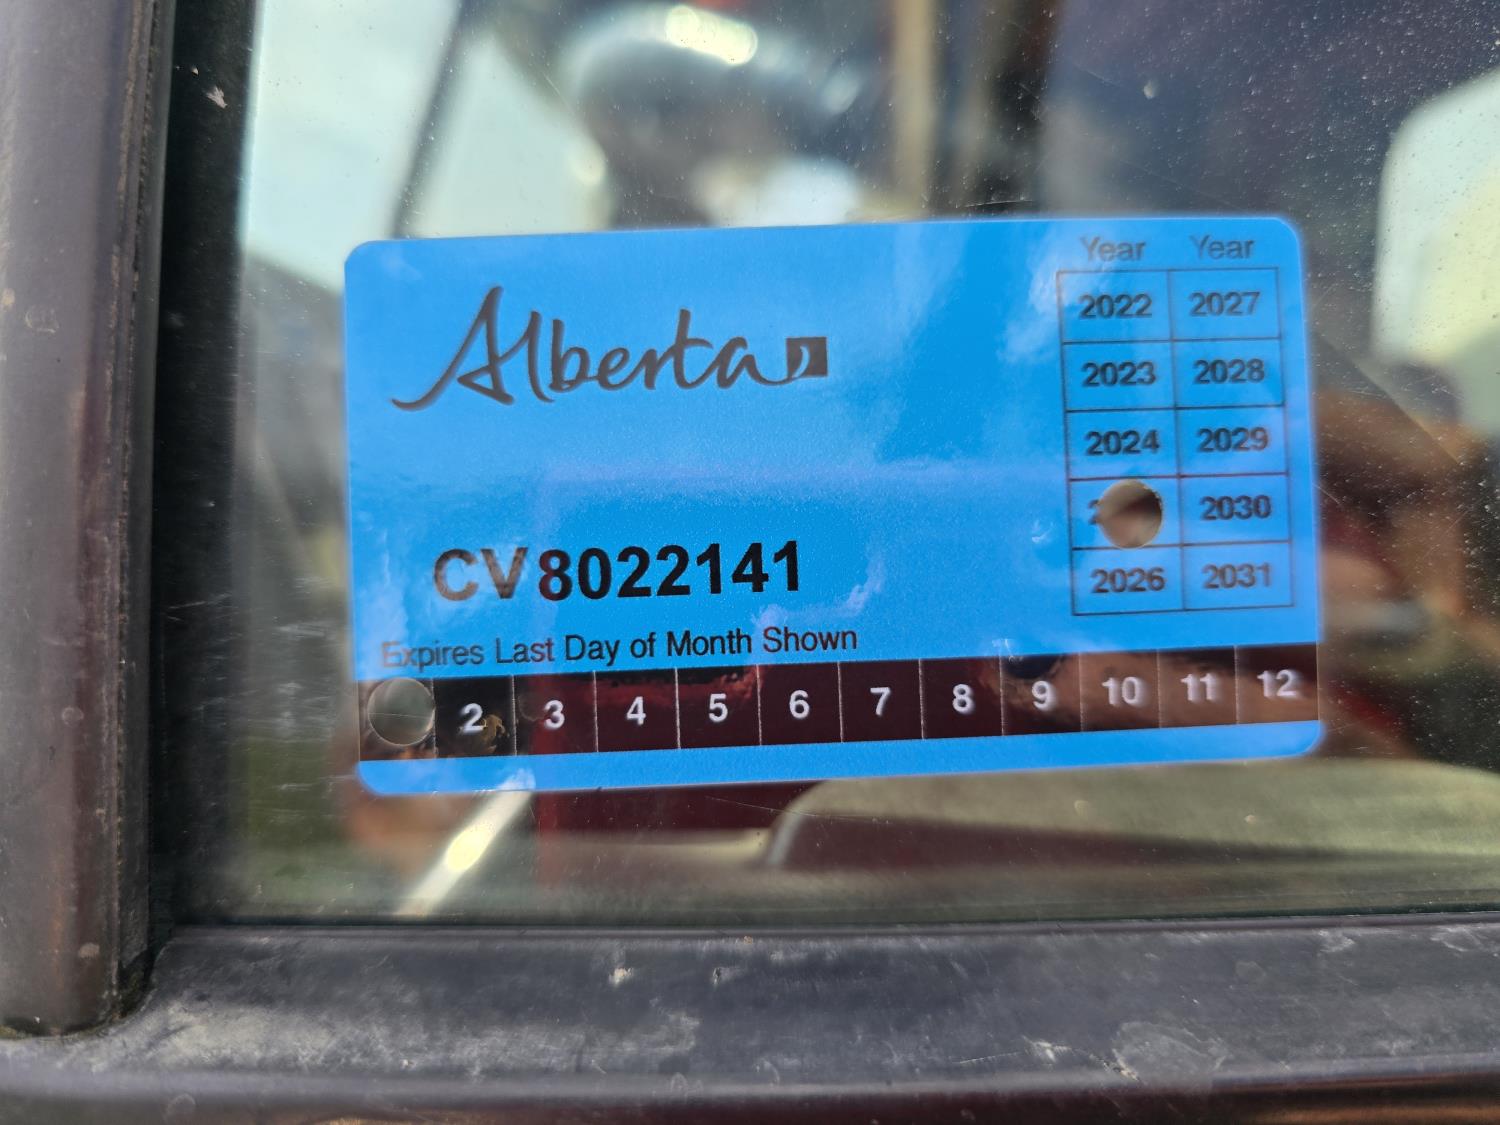 Alberta
Year Year
2022 2027
2023 2028
2024 2029
2030
2026 2031
CV8022141
Expires Last Day of Month Shown
2 3 4 5 6 7 8 9 10 11 12